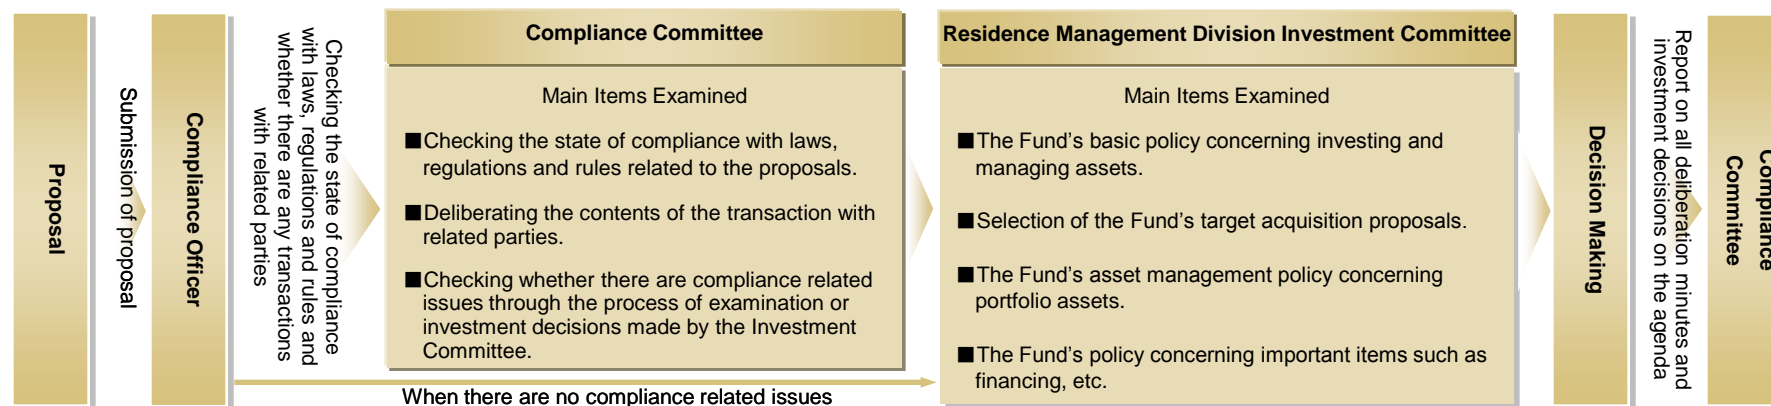 Proposal
Submission of proposal
Compliance Officer
Checking the state of compliance
with laws, regulations and rules and
whether there are any transactions
with related parties
Compliance Committee
Main Items Examined
■Checking the state of compliance with laws,
regulations and rules related to the proposals.
■Deliberating the contents of the transaction with
related parties.
■Checking whether there are compliance related
issues through the process of examination or
investment decisions made by the Investment
Committee.
When there are no compliance related issues
Residence Management Division Investment Committee
Main Items Examined
■The Fund's basic policy concerning investing and
managing assets.
■Selection of the Fund's target acquisition proposals.
■The Fund's asset management policy concerning
portfolio assets.
■The Fund's policy concerning important items such as
financing, etc.
Decision Making
Report on all deliberation minutes and
investment decisions on the agenda
Compliance
Committee